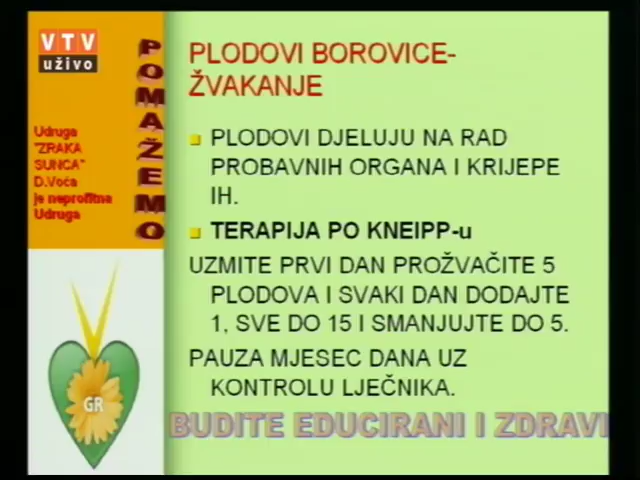 VTV
uživo
POMAŽEMO
Udruga
"ZRAKA
SUNCA"
D.Voća
je neprofitna
Udruga
PLODOVI BOROVICE-
ŽVAKANJE
PLODOVI DJELUJU NA RAD
PROBAVNIH ORGANA I KRIJEPE
IH.
TERAPIJA PO KNEIPP-u
UZMITE PRVI DAN PROŽVAČITE 5
PLODOVA I SVAKI DAN DODAJTE
1, SVE DO 15 I SMANJUJTE DO 5.
PAUZA MJESEC DANA UZ
KONTROLU LJEČNIKA.
GR
BUDITE EDUCIRANI I ZDRAVI